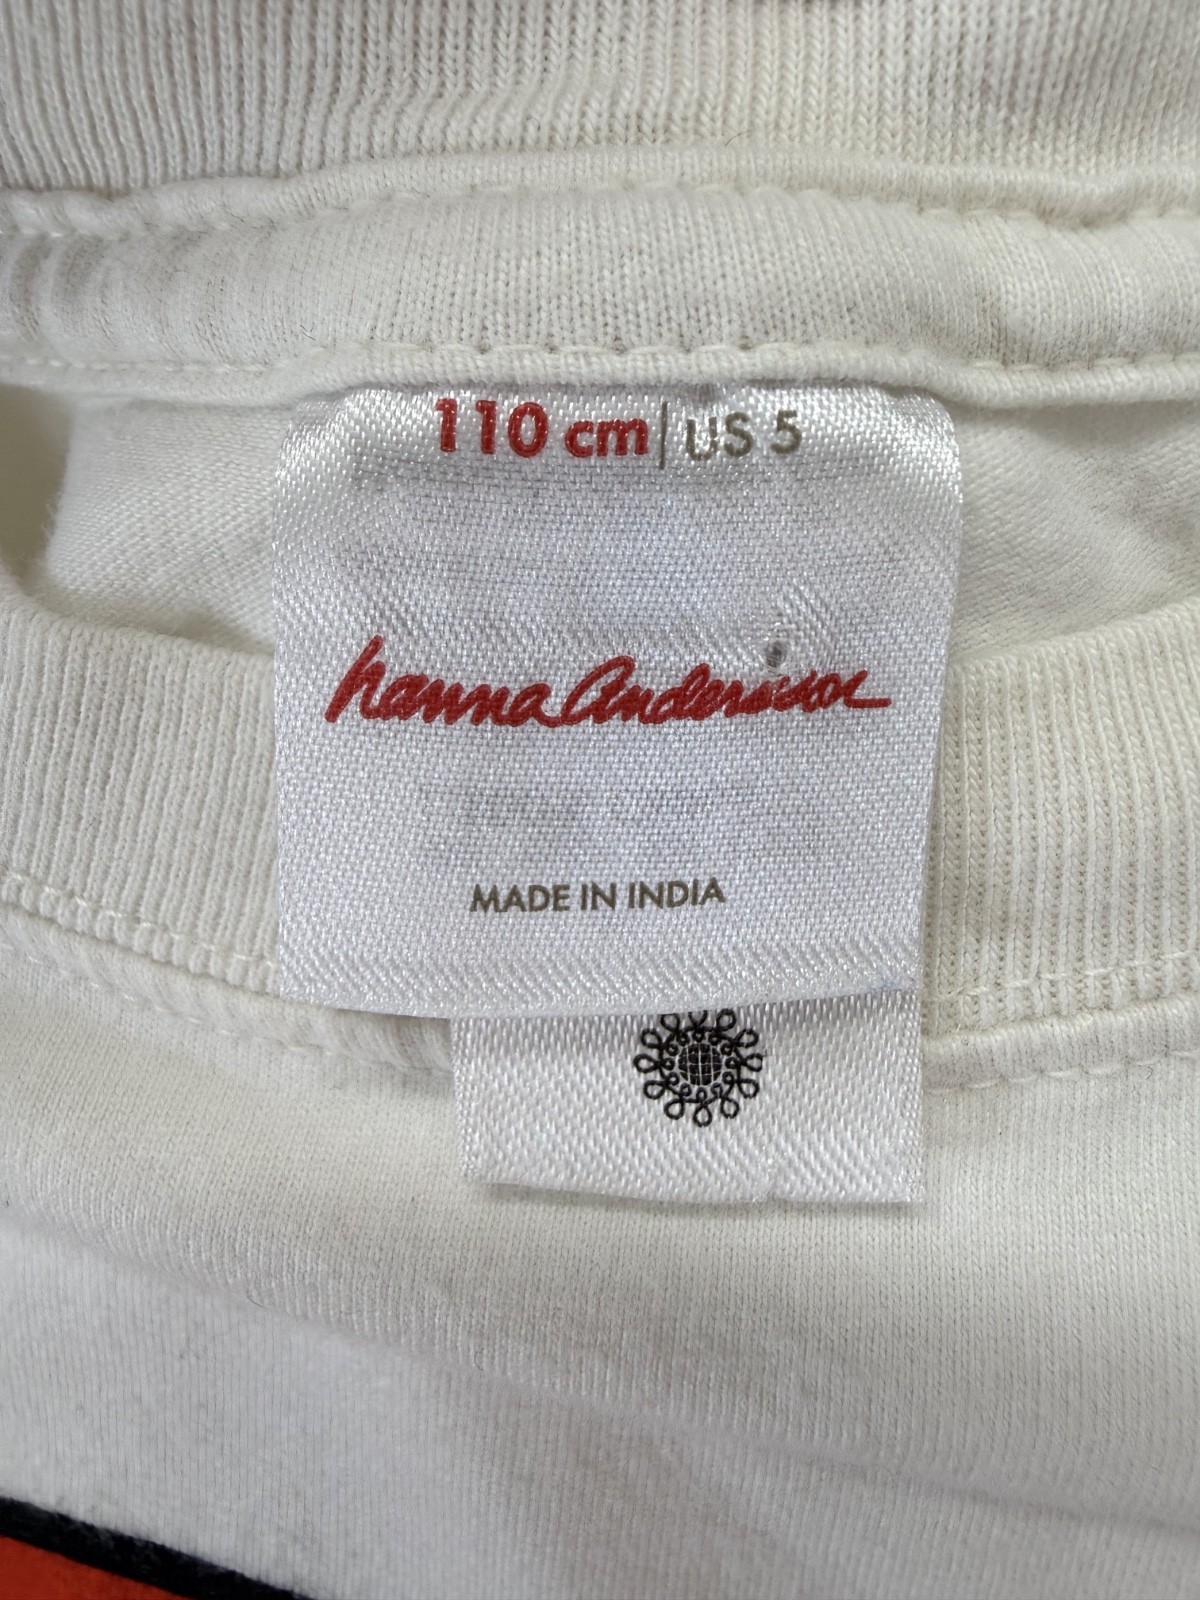 110 cm | US 5
hanna Andersson
MADE IN INDIA